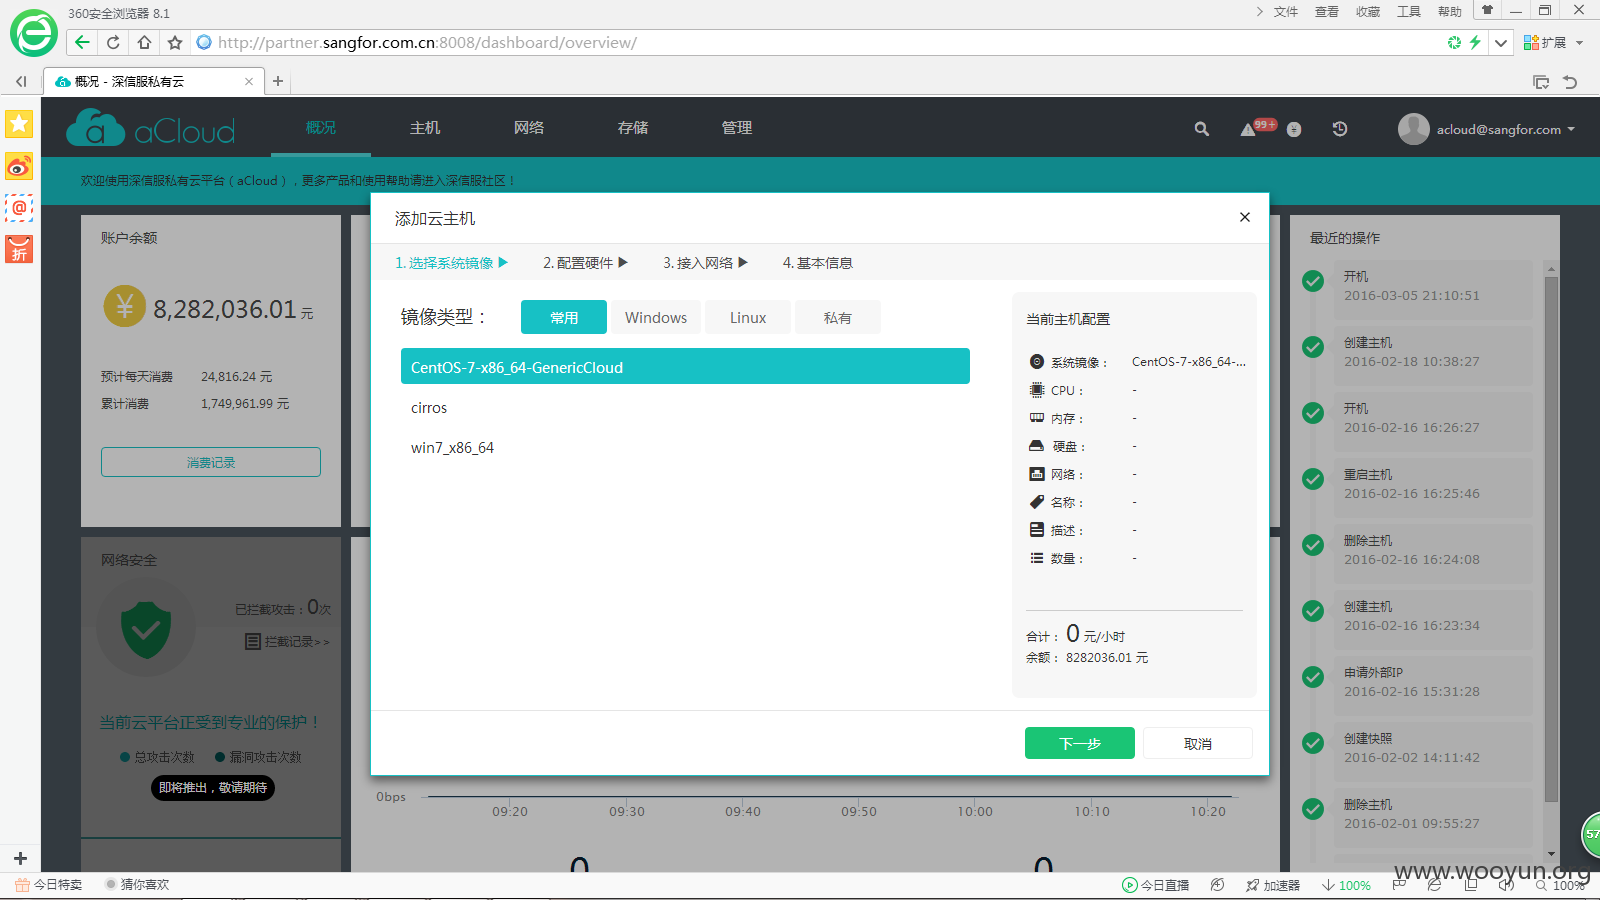 360安全浏览器 8.1
文件 查看 收藏 工具 帮助
http://partner.sangfor.com.cn:8008/dashboard/overview/
扩展
概况 - 深信服私有云
aCloud
概况 主机 网络 存储 管理
99+
acloud@sangfor.com
欢迎使用深信服私有云平台（aCloud），更多产品和使用帮助请进入深信服社区！
账户余额
¥ 8,282,036.01 元
预计每天消费 24,816.24 元
累计消费 1,749,961.99 元
消费记录
网络安全
已拦截攻击：0次
拦截记录>>
当前云平台正受到专业的保护！
总攻击次数 漏洞攻击次数
即将推出，敬请期待
添加云主机
1. 选择系统镜像 2. 配置硬件 3. 接入网络 4. 基本信息
镜像类型：
常用 Windows Linux 私有
CentOS-7-x86_64-GenericCloud
cirros
win7_x86_64
当前主机配置
系统镜像： CentOS-7-x86_64-...
CPU： -
内存： -
硬盘： -
网络： -
名称： -
描述： -
数量： -
合计： 0 元/小时
余额： 8282036.01 元
下一步 取消
0bps
09:20 09:30 09:40 09:50 10:00 10:10 10:20
0 0
最近的操作
开机
2016-03-05 21:10:51
创建主机
2016-02-18 10:38:27
开机
2016-02-16 16:26:27
重启主机
2016-02-16 16:25:46
删除主机
2016-02-16 16:24:08
创建主机
2016-02-16 16:23:34
申请外部IP
2016-02-16 15:31:28
创建快照
2016-02-02 14:11:42
删除主机
2016-02-01 09:55:27
折
57
www.wooyun.org
今日特卖 猜你喜欢
今日直播 加速器 100% 100%